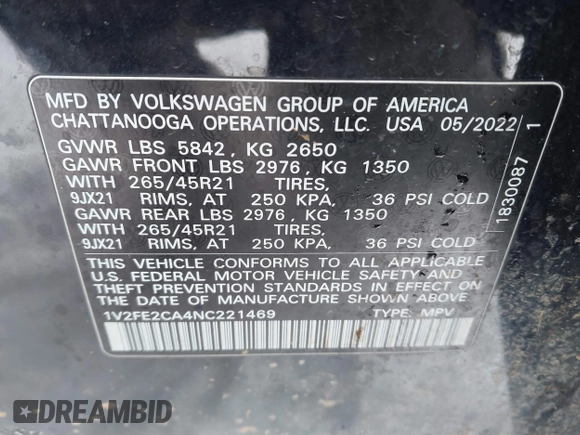 MFD BY VOLKSWAGEN GROUP OF AMERICA
CHATTANOOGA OPERATIONS, LLC. USA 05/2022
GVWR LBS 5842, KG 2650
GAWR FRONT LBS 2976, KG 1350
WITH 265/45R21 TIRES,
9JX21 RIMS, AT 250 KPA, 36 PSI COLD
GAWR REAR LBS 2976, KG 1350
WITH 265/45R21 TIRES,
9JX21 RIMS, AT 250 KPA, 36 PSI COLD
THIS VEHICLE CONFORMS TO ALL APPLICABLE
U.S. FEDERAL MOTOR VEHICLE SAFETY AND
THEFT PREVENTION STANDARDS IN EFFECT ON
THE DATE OF MANUFACTURE SHOWN ABOVE.
1V2FE2CA4NC221469 TYPE: MPV
1830087 1
DREAMBID